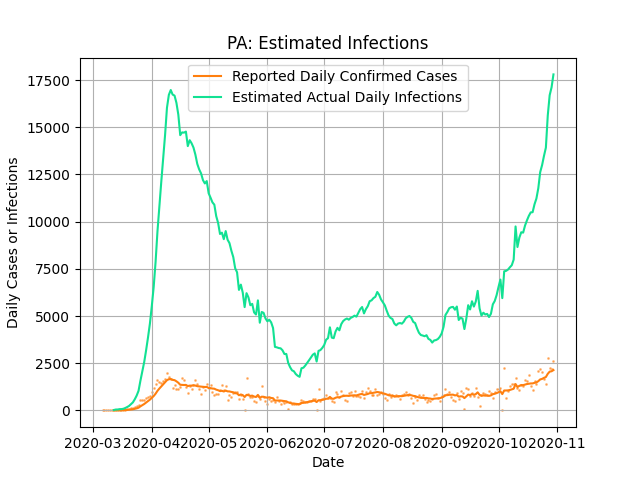 PA: Estimated Infections
Reported Daily Confirmed Cases
Estimated Actual Daily Infections
Daily Cases or Infections
17500
15000
12500
10000
7500
5000
2500
0
2020-03 2020-04 2020-05 2020-06 2020-07 2020-08 2020-09 2020-10 2020-11
Date